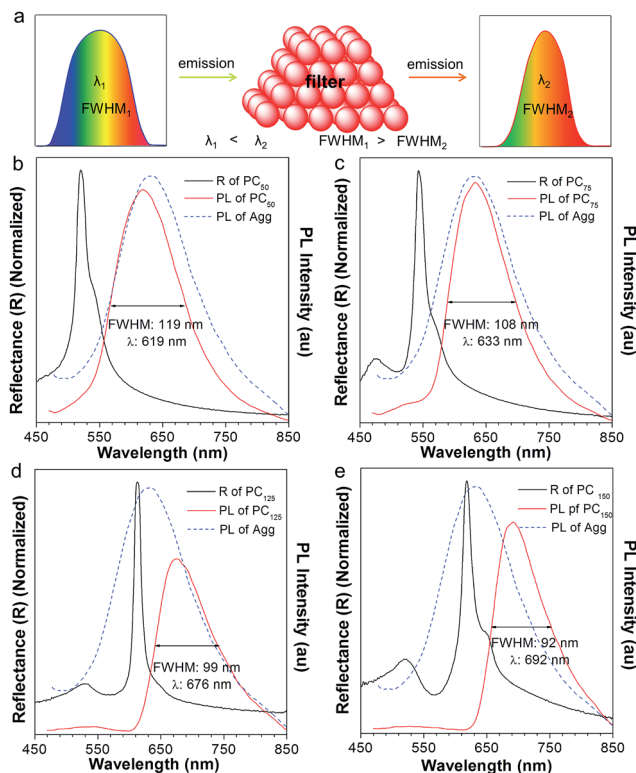 a
λ1
FWHM1
emission
filter
emission
λ2
FWHM2
λ1 < λ2 FWHM1 > FWHM2
b
R of PC50
PL of PC50
PL of Agg
FWHM: 119 nm
λ: 619 nm
Reflectance (R) (Normalized)
PL Intensity (au)
450 550 650 750 850
Wavelength (nm)
c
R of PC75
PL of PC75
PL of Agg
FWHM: 108 nm
λ: 633 nm
Reflectance (R) (Normalized)
PL Intensity (au)
450 550 650 750 850
Wavelength (nm)
d
R of PC125
PL of PC125
PL of Agg
FWHM: 99 nm
λ: 676 nm
Reflectance (R) (Normalized)
PL Intensity (au)
450 550 650 750 850
Wavelength (nm)
e
R of PC 150
PL pf PC150
PL of Agg
FWHM: 92 nm
λ: 692 nm
Reflectance (R) (Normalized)
PL Intensity (au)
450 550 650 750 850
Wavelength (nm)